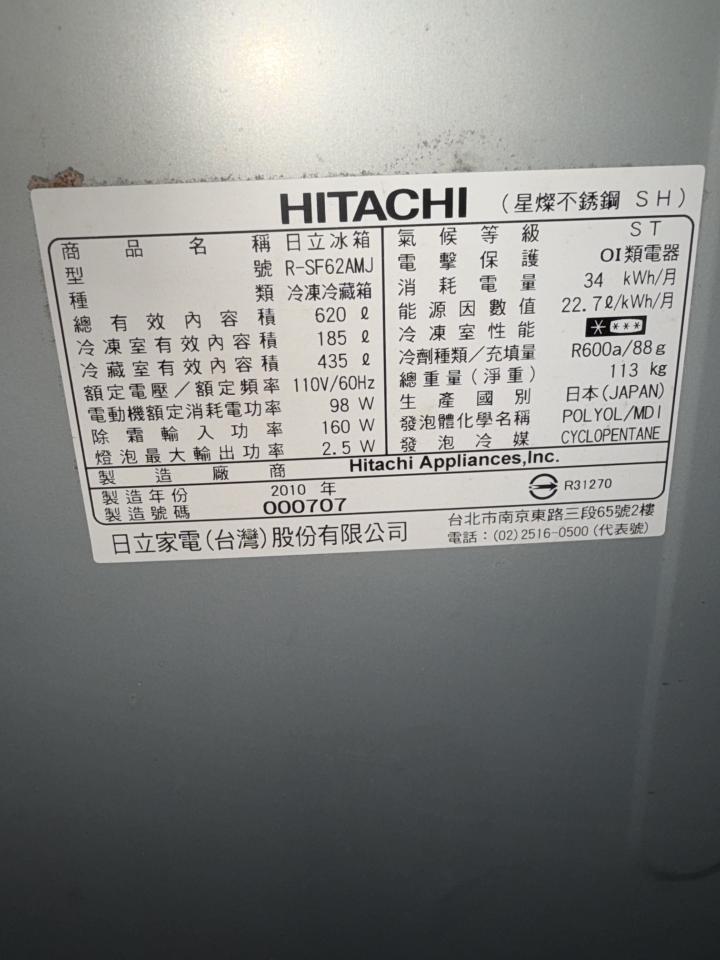 HITACHI (星燦不銹鋼 SH)
商品名稱 日立冰箱
型號 R-SF62AMJ
種類 冷凍冷藏箱
總有效內容積 620 ℓ
冷凍室有效內容積 185 ℓ
冷藏室有效內容積 435 ℓ
額定電壓／額定頻率 110V/60Hz
電動機額定消耗電功率 98 W
除霜輸入功率 160 W
燈泡最大輸出功率 2.5 W
氣候等級 ST
電擊保護 OI類電器
消耗電量 34 kWh/月
能源因數值 22.7ℓ/kWh/月
冷凍室性能 * ***
冷劑種類／充填量 R600a/88g
總重量(淨重) 113 kg
生產國別 日本(JAPAN)
發泡體化學名稱 POLYOL/MDI
發泡冷媒 CYCLOPENTANE
製造廠商 Hitachi Appliances,Inc.
製造年份 2010 年
製造號碼 000707
R31270
日立家電(台灣)股份有限公司
台北市南京東路三段65號2樓
電話：(02)2516-0500(代表號)